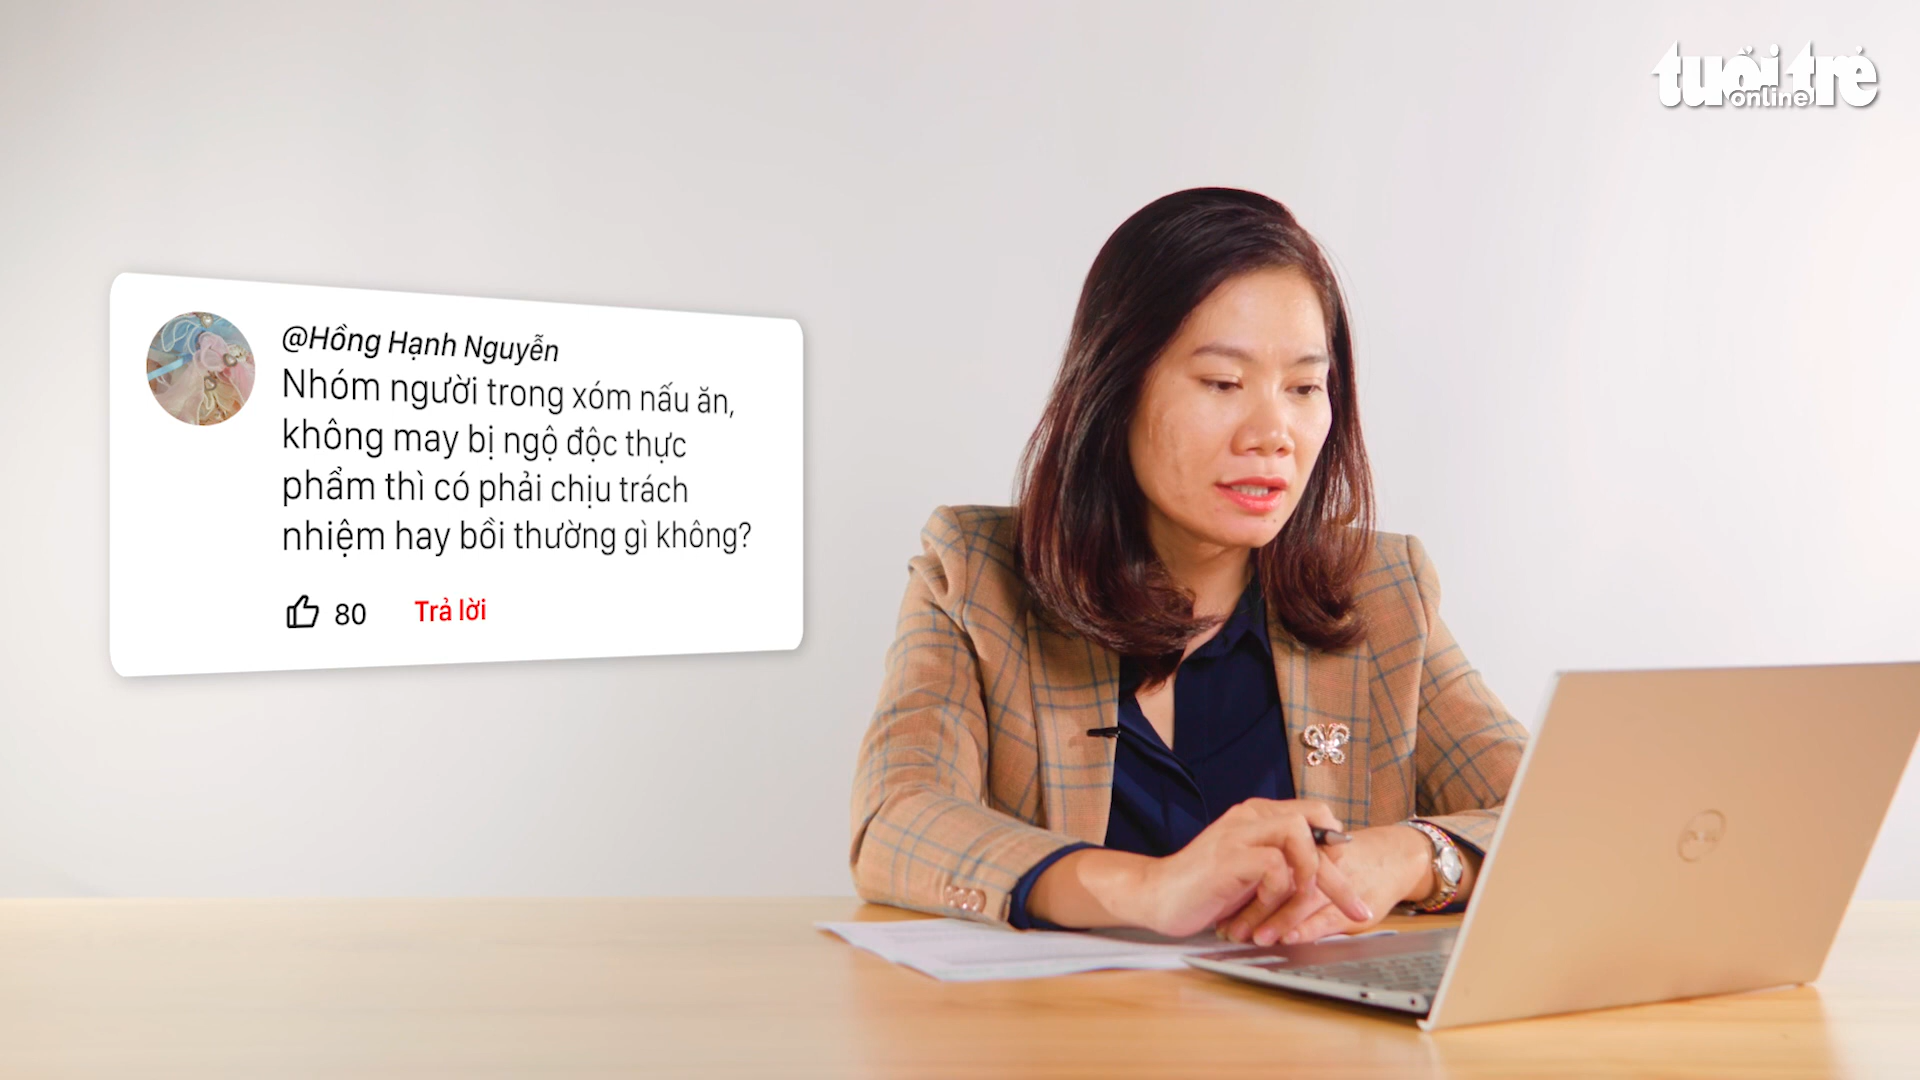 tuổi trẻ
online
@Hồng Hạnh Nguyễn
Nhóm người trong xóm nấu ăn,
không may bị ngộ độc thực
phẩm thì có phải chịu trách
nhiệm hay bồi thường gì không?
80 Trả lời
DELL